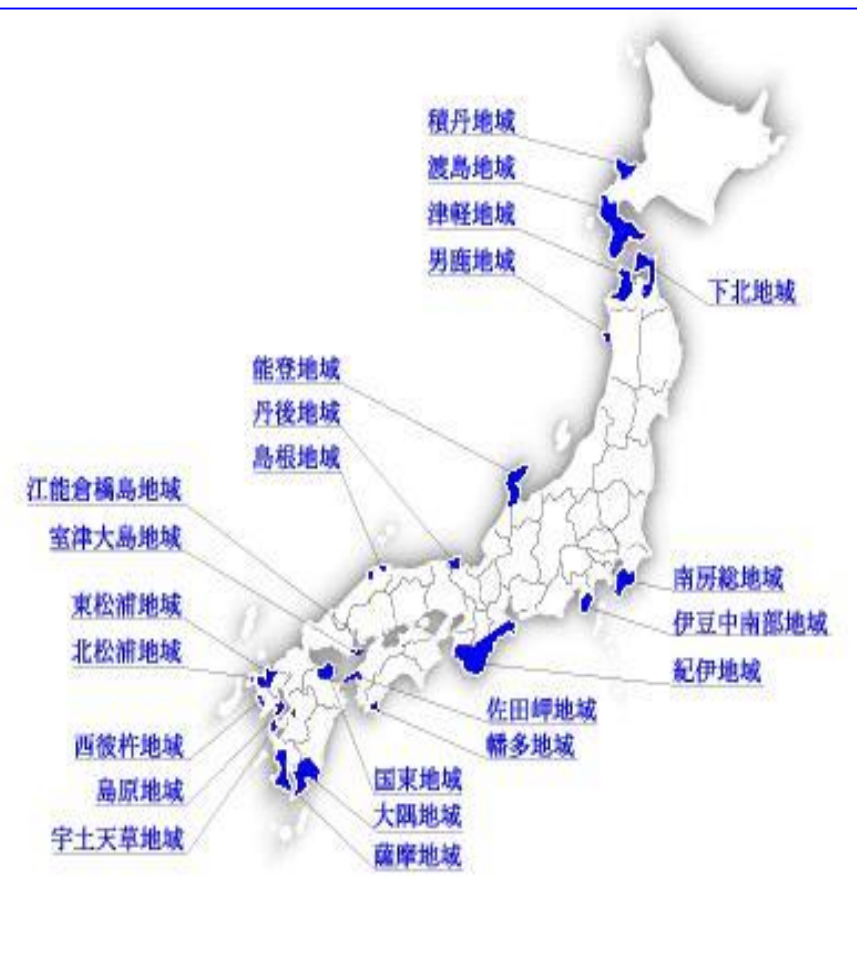 積丹地域
渡島地域
津軽地域
男鹿地域
下北地域
能登地域
丹後地域
島根地域
江能倉橋島地域
室津大島地域
東松浦地域
北松浦地域
西彼杵地域
島原地域
宇土天草地域
南房総地域
伊豆中南部地域
紀伊地域
佐田岬地域
幡多地域
国東地域
大隅地域
薩摩地域